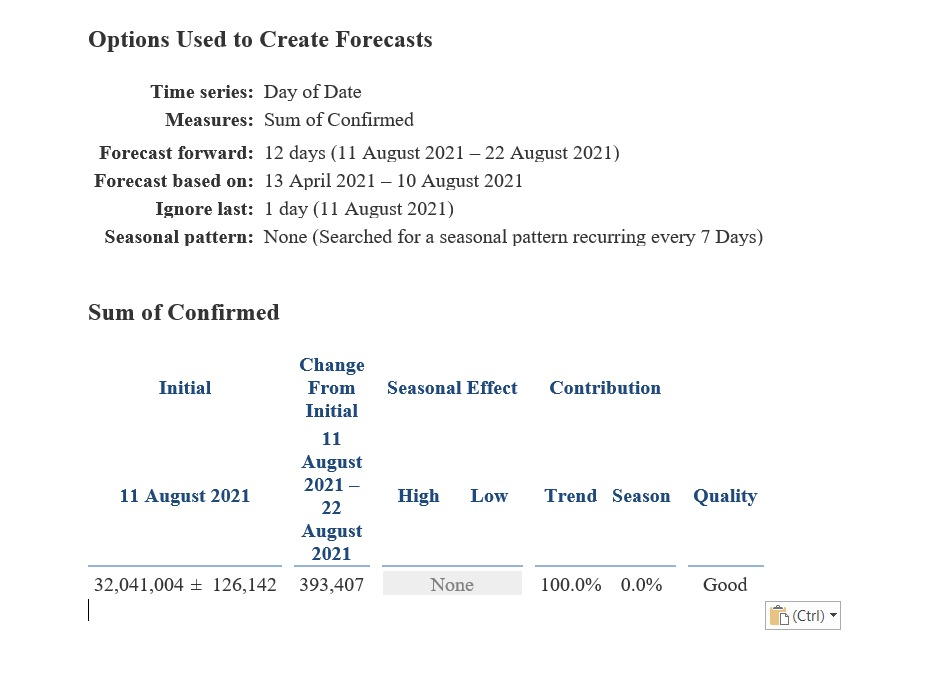 Options Used to Create Forecasts
Time series: Day of Date
Measures: Sum of Confirmed
Forecast forward: 12 days (11 August 2021 – 22 August 2021)
Forecast based on: 13 April 2021 – 10 August 2021
Ignore last: 1 day (11 August 2021)
Seasonal pattern: None (Searched for a seasonal pattern recurring every 7 Days)
Sum of Confirmed
Initial
Change
From
Initial
Seasonal Effect
Contribution
11 August 2021
11
August
2021 –
22
August
2021
High Low
Trend Season
Quality
32,041,004 ± 126,142 393,407 None 100.0% 0.0% Good
(Ctrl)